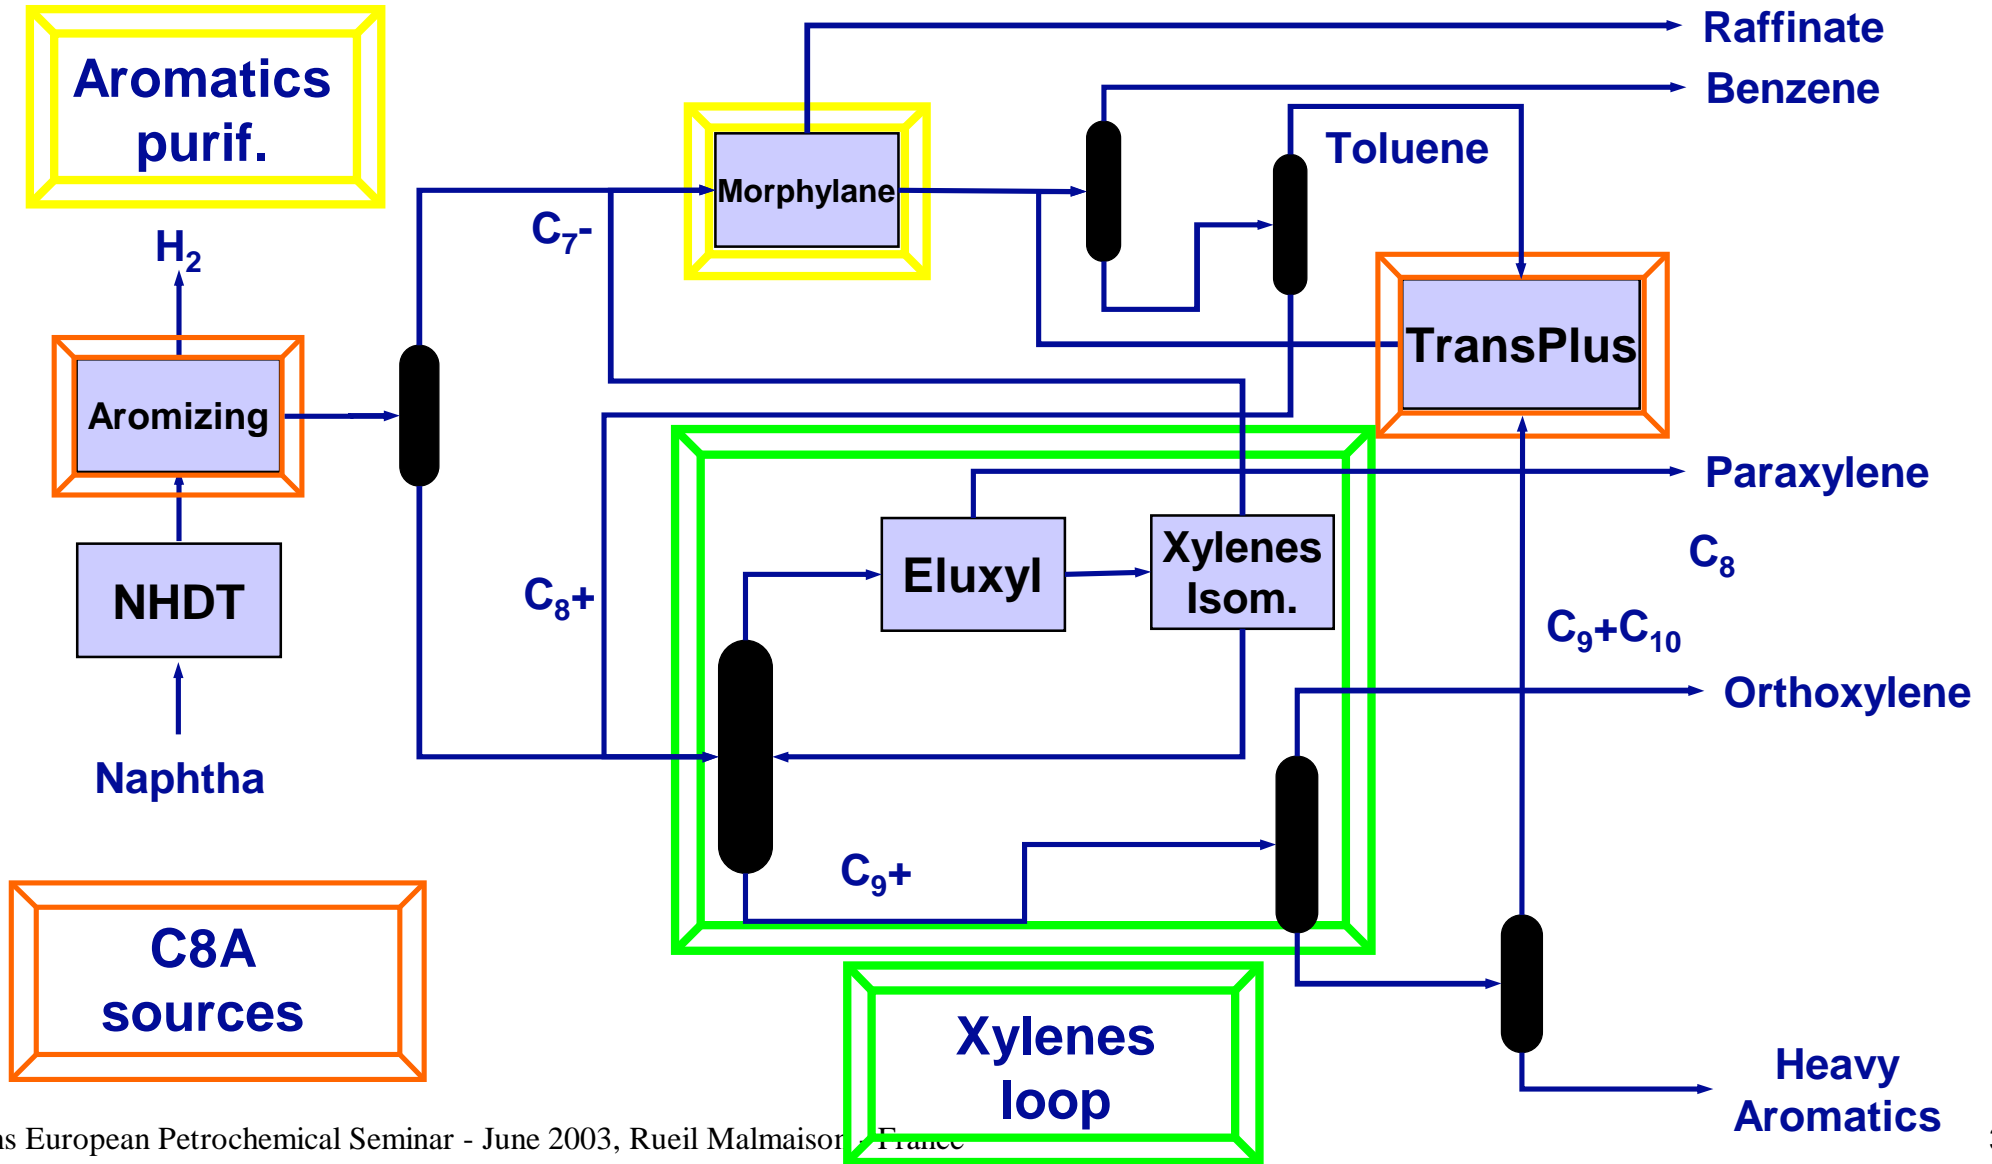 Raffinate
Benzene
Aromatics
purif.
Toluene
Morphylane
C₇-
H₂
TransPlus
Aromizing
Paraxylene
Xylenes
Isom.
Eluxyl
C₈
NHDT
C₈+
C₉+C₁₀
Orthoxylene
Naphtha
C₉+
C8A
sources
Xylenes
loop
Heavy
Aromatics
European Petrochemical Seminar - June 2003, Rueil Malmaison - France